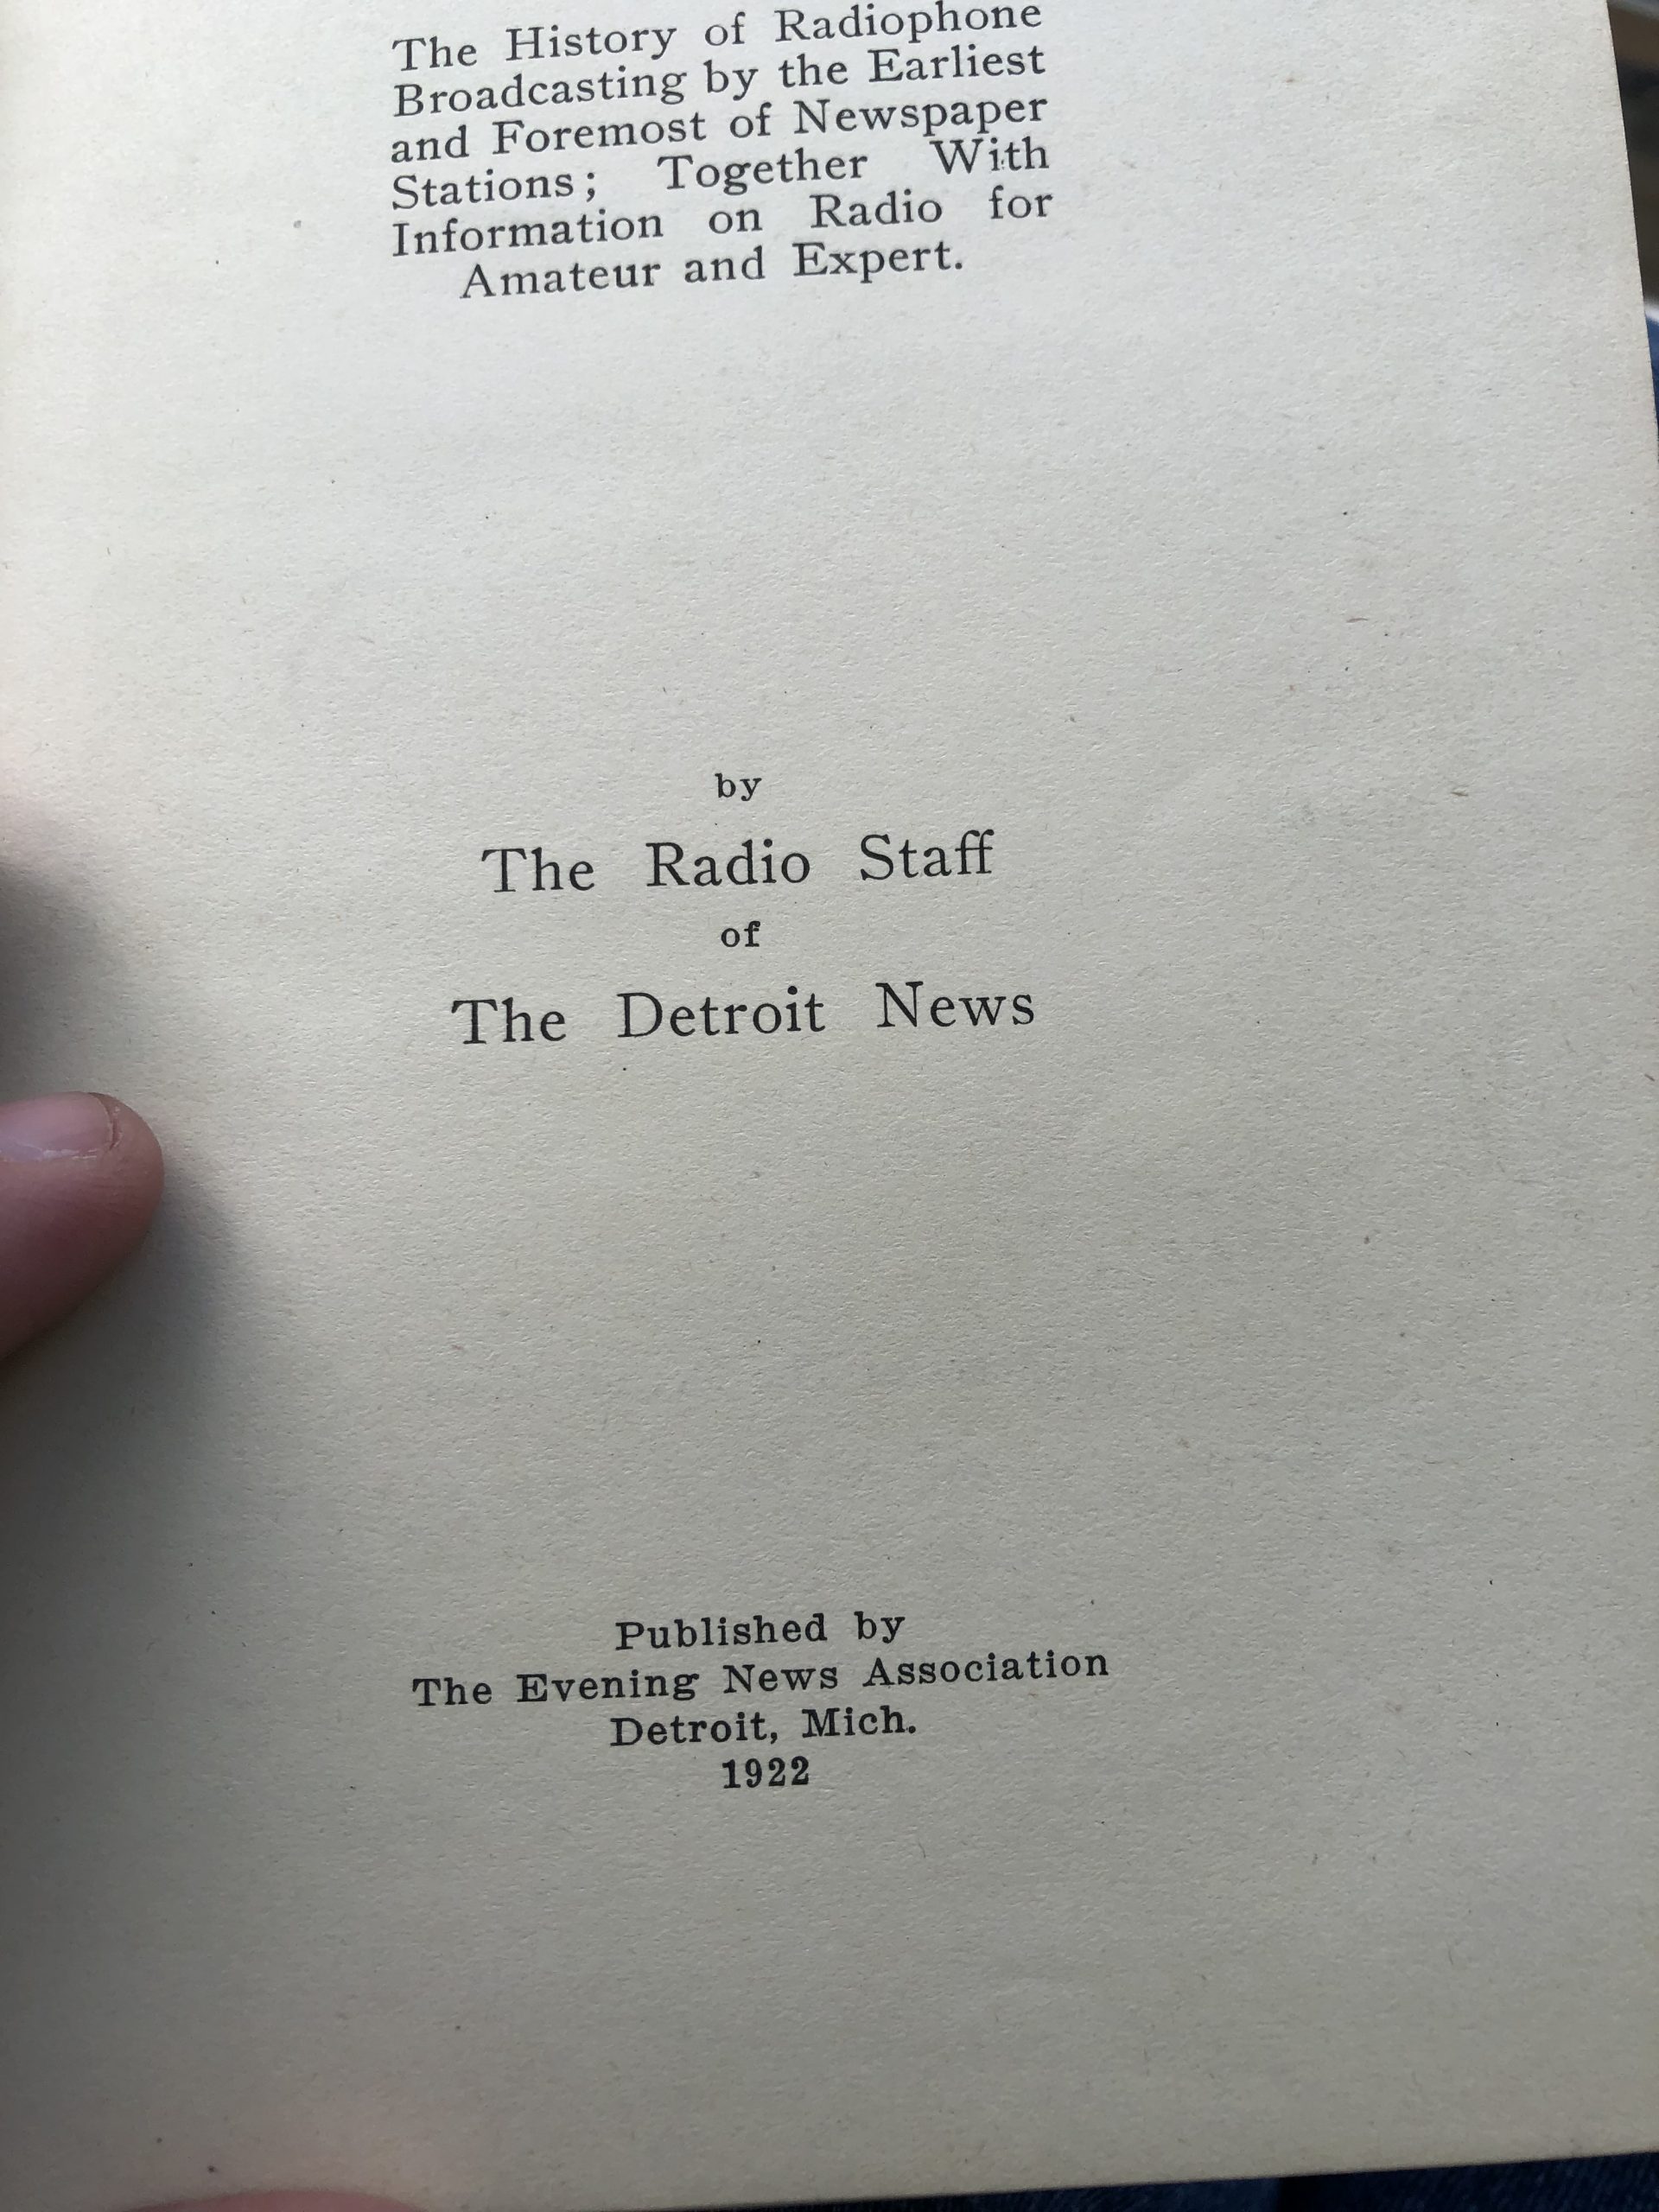 The History of Radiophone
Broadcasting by the Earliest
and Foremost of Newspaper
Stations; Together With
Information on Radio for
Amateur and Expert.
by
The Radio Staff
of
The Detroit News
Published by
The Evening News Association
Detroit, Mich.
1922